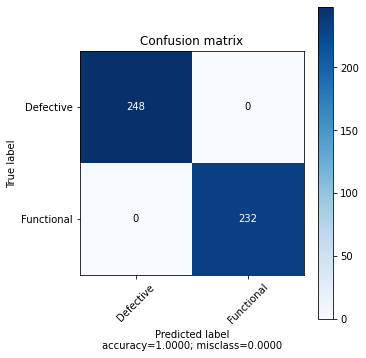 Confusion matrix
Defective
248
0
Functional
0
232
True label
Defective
Functional
Predicted label
accuracy=1.0000; misclass=0.0000
200
150
100
50
0